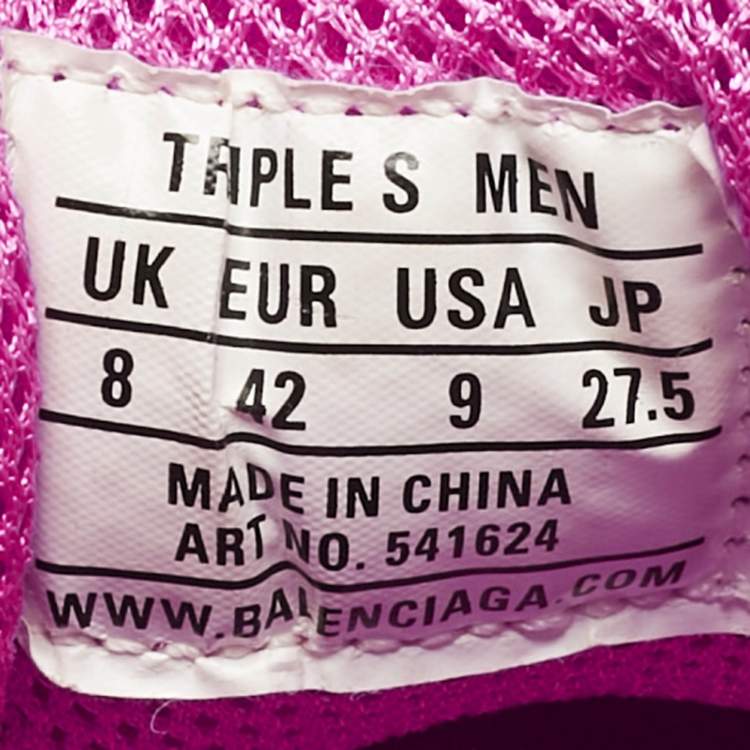 TRIPLE S MEN
UK EUR USA JP
8 42 9 27.5
MADE IN CHINA
ART NO. 541624
WWW.BALENCIAGA.COM